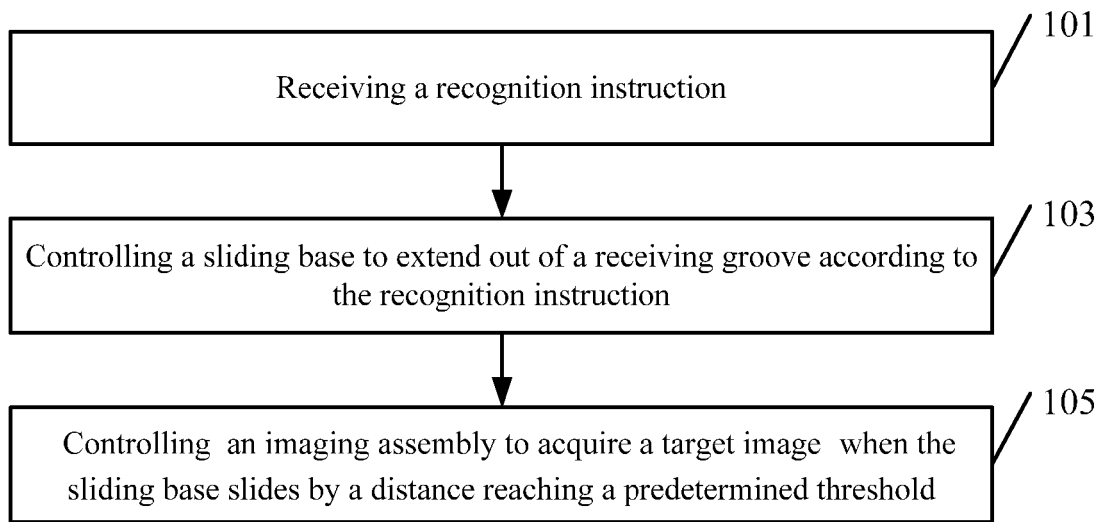 101
Receiving a recognition instruction
103
Controlling a sliding base to extend out of a receiving groove according to
the recognition instruction
105
Controlling an imaging assembly to acquire a target image when the
sliding base slides by a distance reaching a predetermined threshold